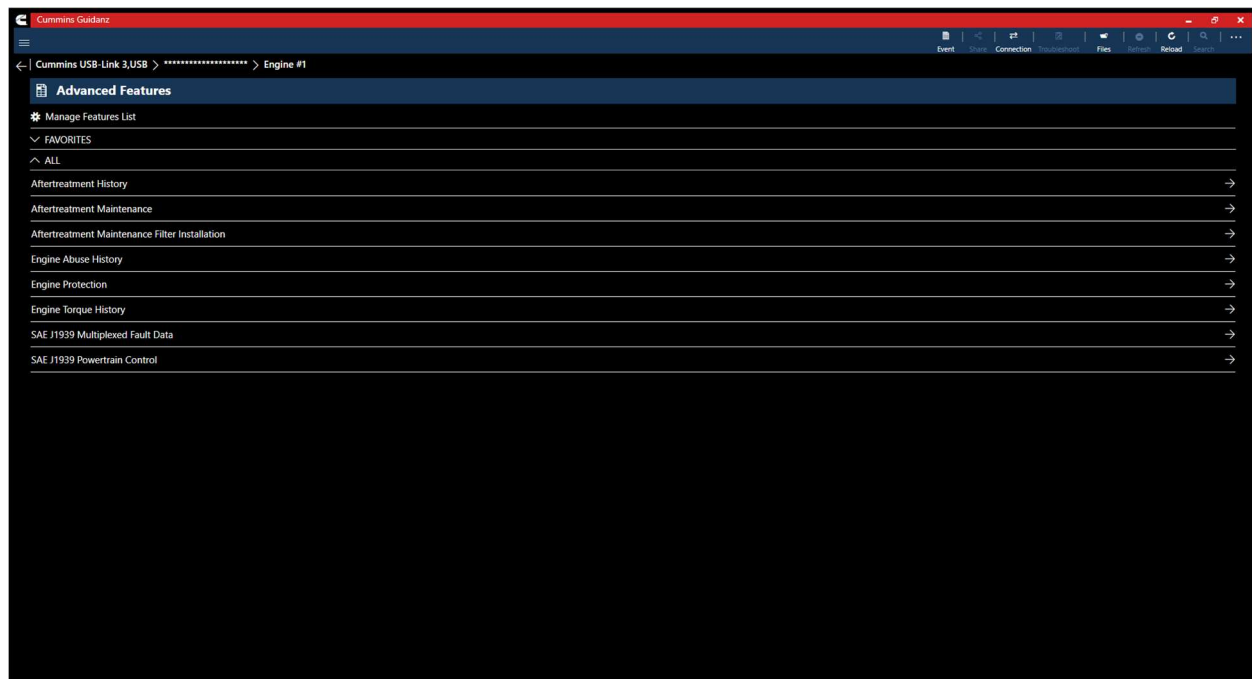 Cummins Guidanz
Event Share Connection Troubleshoot Files Refresh Reload Search
Cummins USB-Link 3,USB > ******************** > Engine #1
Advanced Features
Manage Features List
FAVORITES
ALL
Aftertreatment History
Aftertreatment Maintenance
Aftertreatment Maintenance Filter Installation
Engine Abuse History
Engine Protection
Engine Torque History
SAE J1939 Multiplexed Fault Data
SAE J1939 Powertrain Control